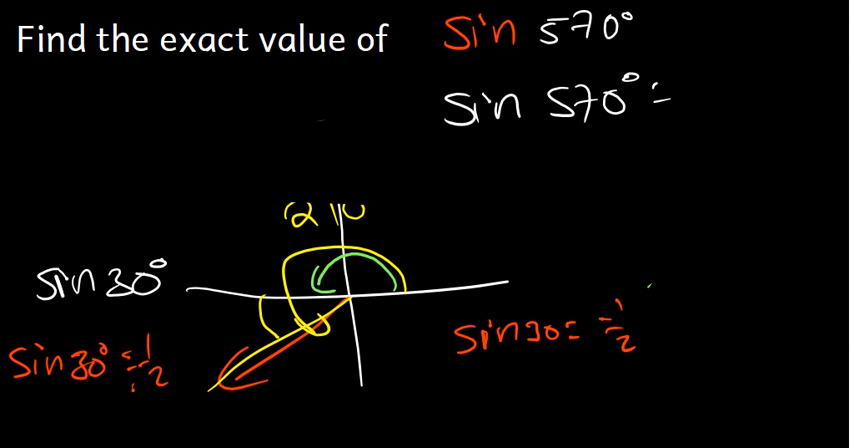 Find the exact value of sin 570°
sin 570° =
210
sin 30°
sin 30° = 1/2
sin 30 = -1/2